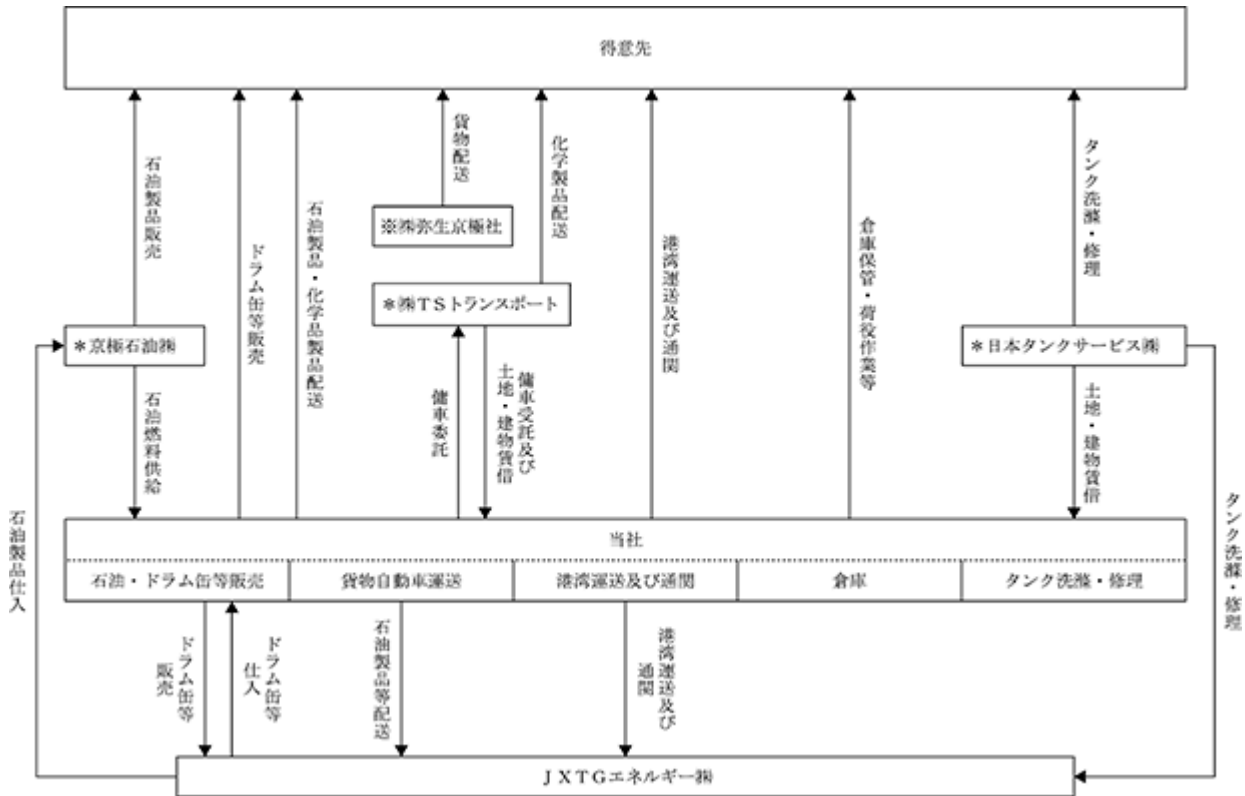 得意先
石油製品販売
ドラム缶等販売
石油製品・化学品製品配送
貨物配送
化学製品配送
港湾運送及び通関
倉庫保管・荷役作業等
タンク洗滌・修理
※㈱弥生京極社
＊㈱TSトランスポート
＊京極石油㈱
＊日本タンクサービス㈱
石油燃料供給
傭車委託
傭車受託及び
土地・建物賃借
土地・建物賃借
石油製品仕入
タンク洗滌・修理
当社
石油・ドラム缶等販売
貨物自動車運送
港湾運送及び通関
倉庫
タンク洗滌・修理
ドラム缶等
販売
ドラム缶等
仕入
石油製品等配送
港湾運送及び
通関
JXTGエネルギー㈱